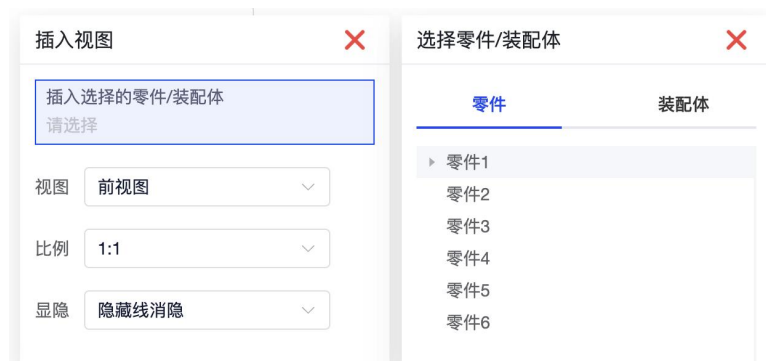 插入视图
插入选择的零件/装配体
请选择
视图 前视图
比例 1:1
显隐 隐藏线消隐
选择零件/装配体
零件 装配体
零件1
零件2
零件3
零件4
零件5
零件6